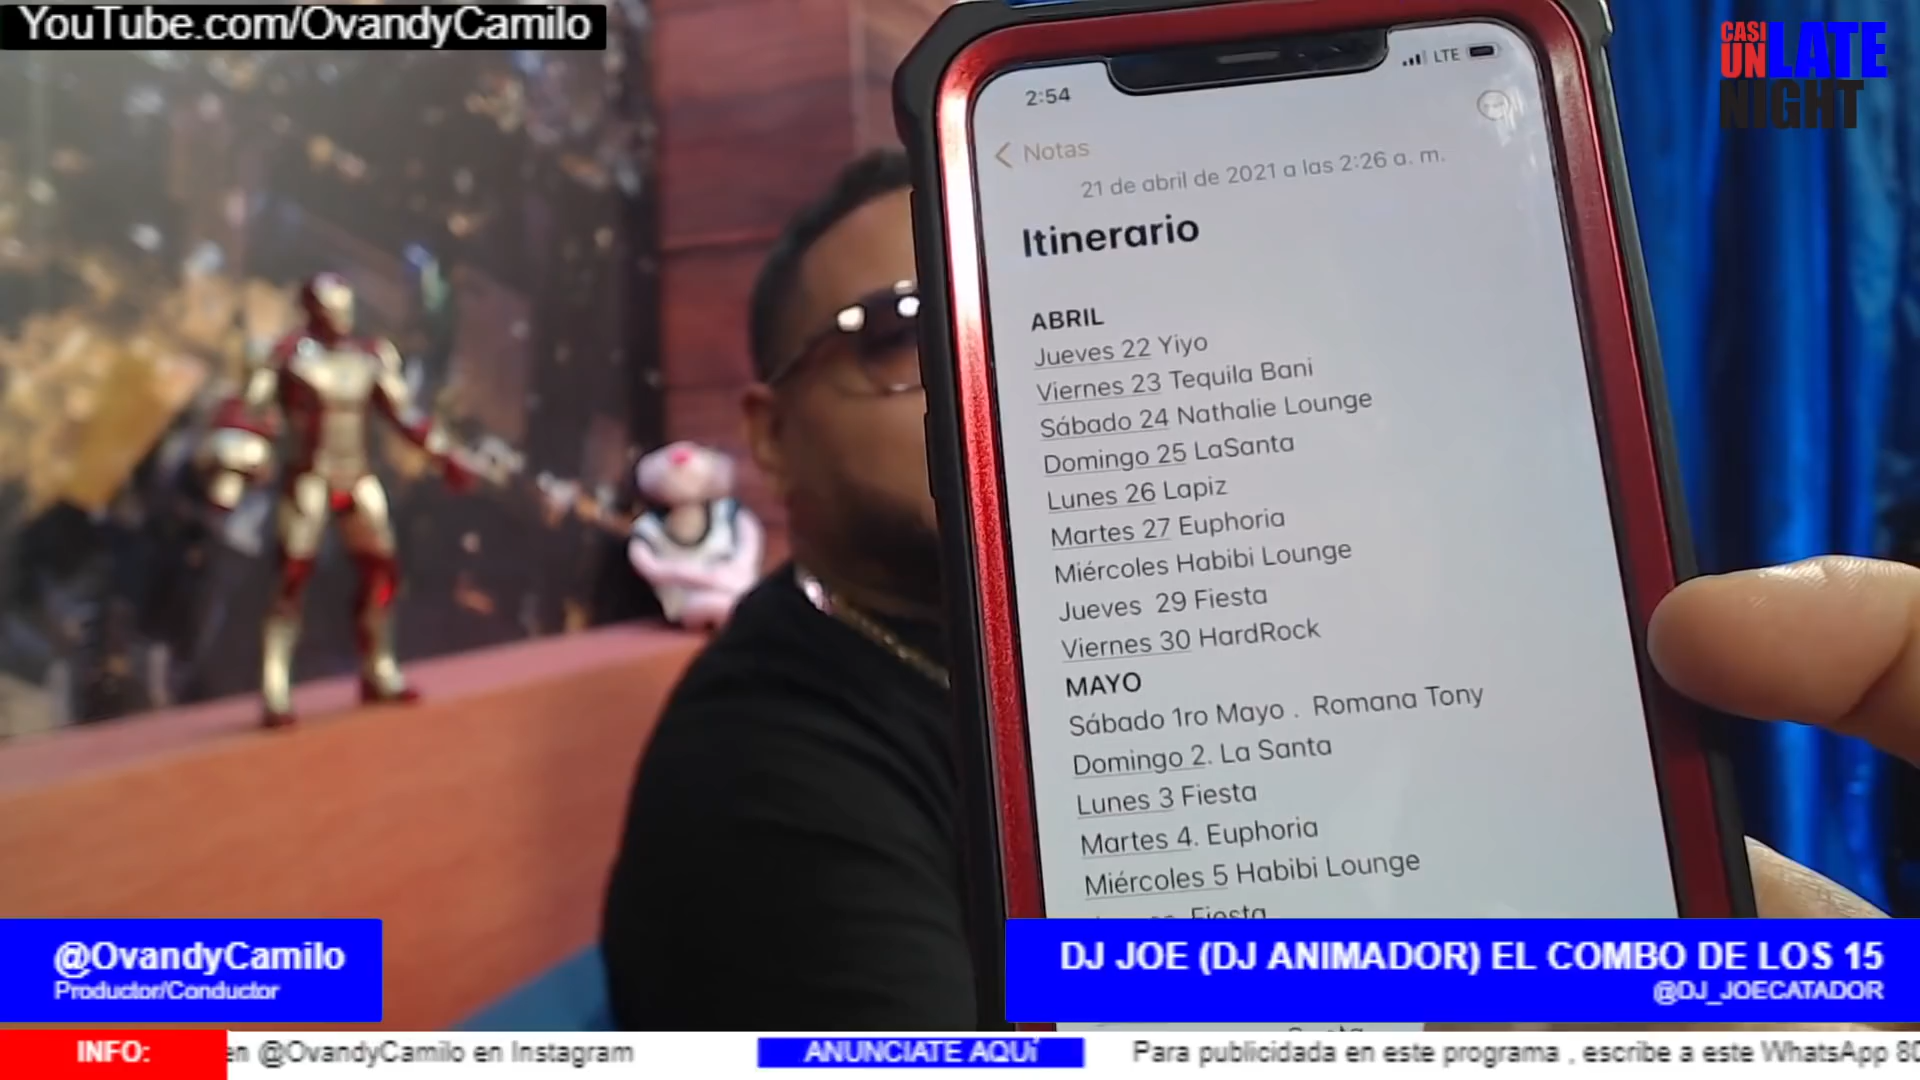 YouTube.com/OvandyCamilo
CASI
UN LATE
NIGHT
2:54
LTE
Notas
21 de abril de 2021 a las 2:26 a. m.
Itinerario
ABRIL
Jueves 22 Yiyo
Viernes 23 Tequila Bani
Sábado 24 Nathalie Lounge
Domingo 25 LaSanta
Lunes 26 Lapiz
Martes 27 Euphoria
Miércoles Habibi Lounge
Jueves  29 Fiesta
Viernes 30 HardRock
MAYO
Sábado 1ro Mayo .  Romana Tony
Domingo 2. La Santa
Lunes 3 Fiesta
Martes 4. Euphoria
Miércoles 5 Habibi Lounge
Fiesta
@OvandyCamilo
Productor/Conductor
DJ JOE (DJ ANIMADOR) EL COMBO DE LOS 15
@DJ_JOECATADOR
INFO:
en @OvandyCamilo en Instagram
ANUNCIATE AQUÍ
Para publicidada en este programa , escribe a este WhatsApp 80